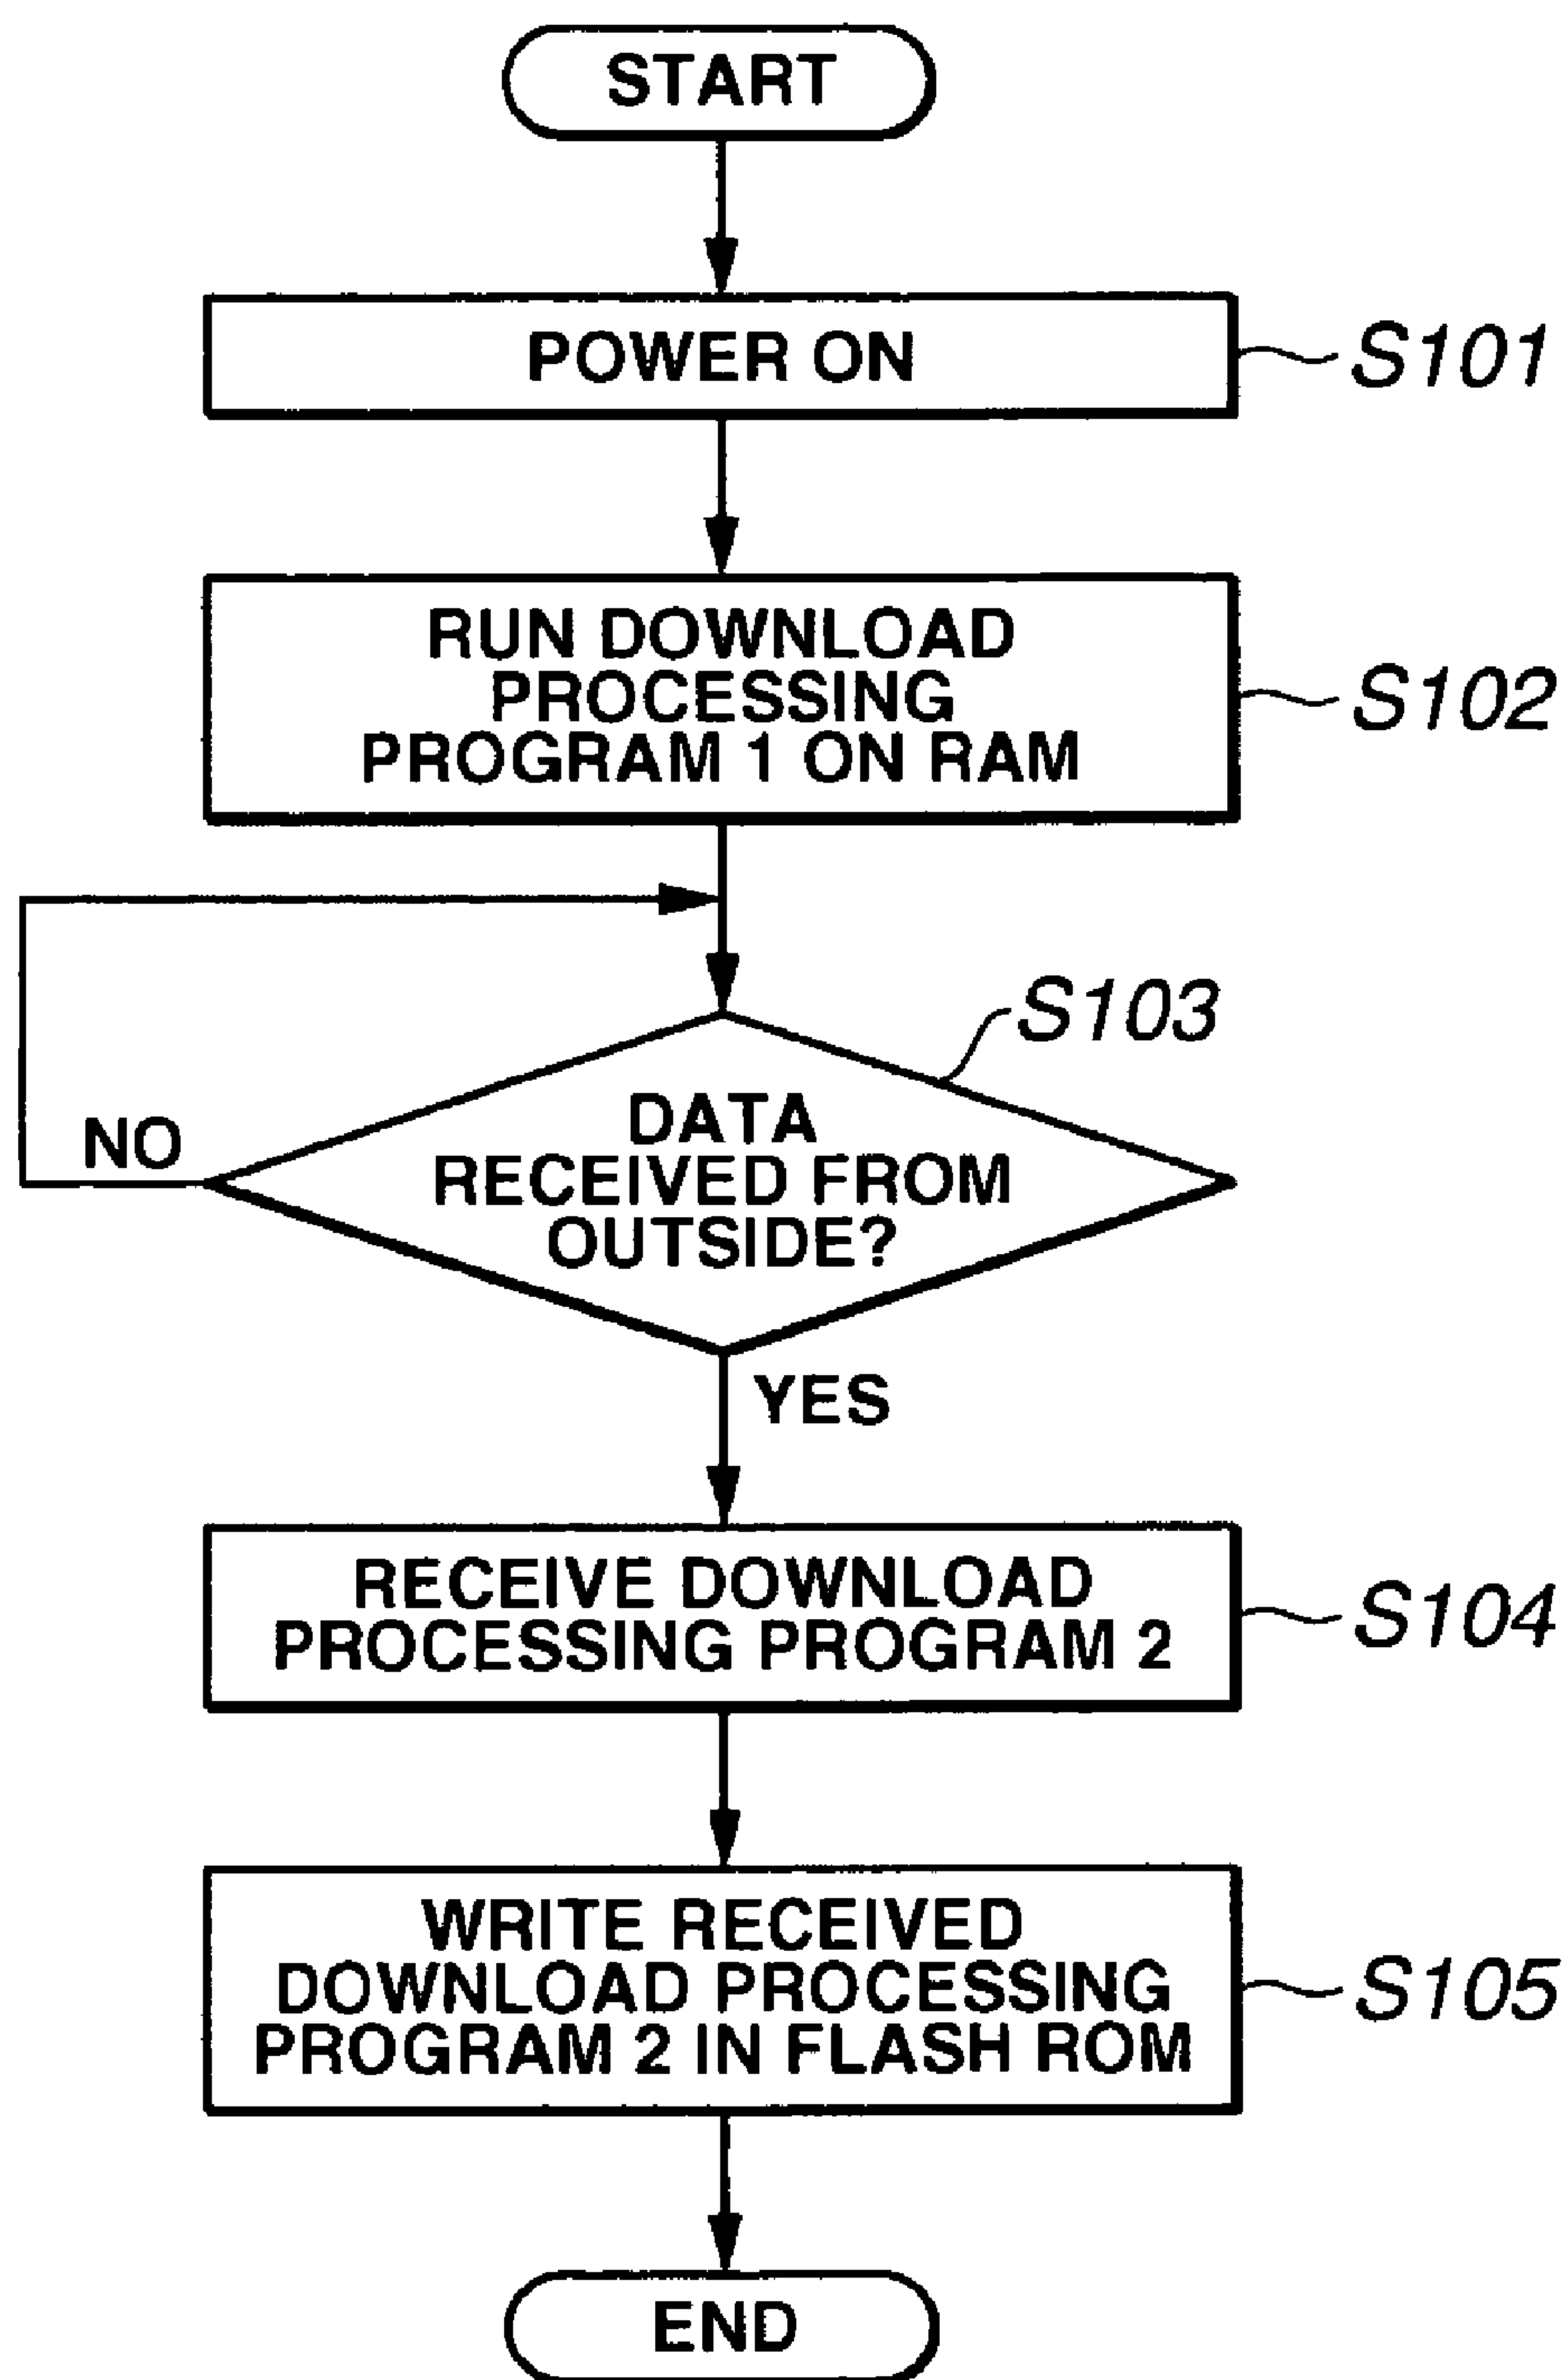 START
POWER ON
S101
RUN DOWNLOAD
PROCESSING
PROGRAM 1 ON RAM
S102
S103
DATA
RECEIVED FROM
OUTSIDE?
NO
YES
RECEIVE DOWNLOAD
PROCESSING PROGRAM 2
S104
WRITE RECEIVED
DOWNLOAD PROCESSING
PROGRAM 2 IN FLASH ROM
S105
END